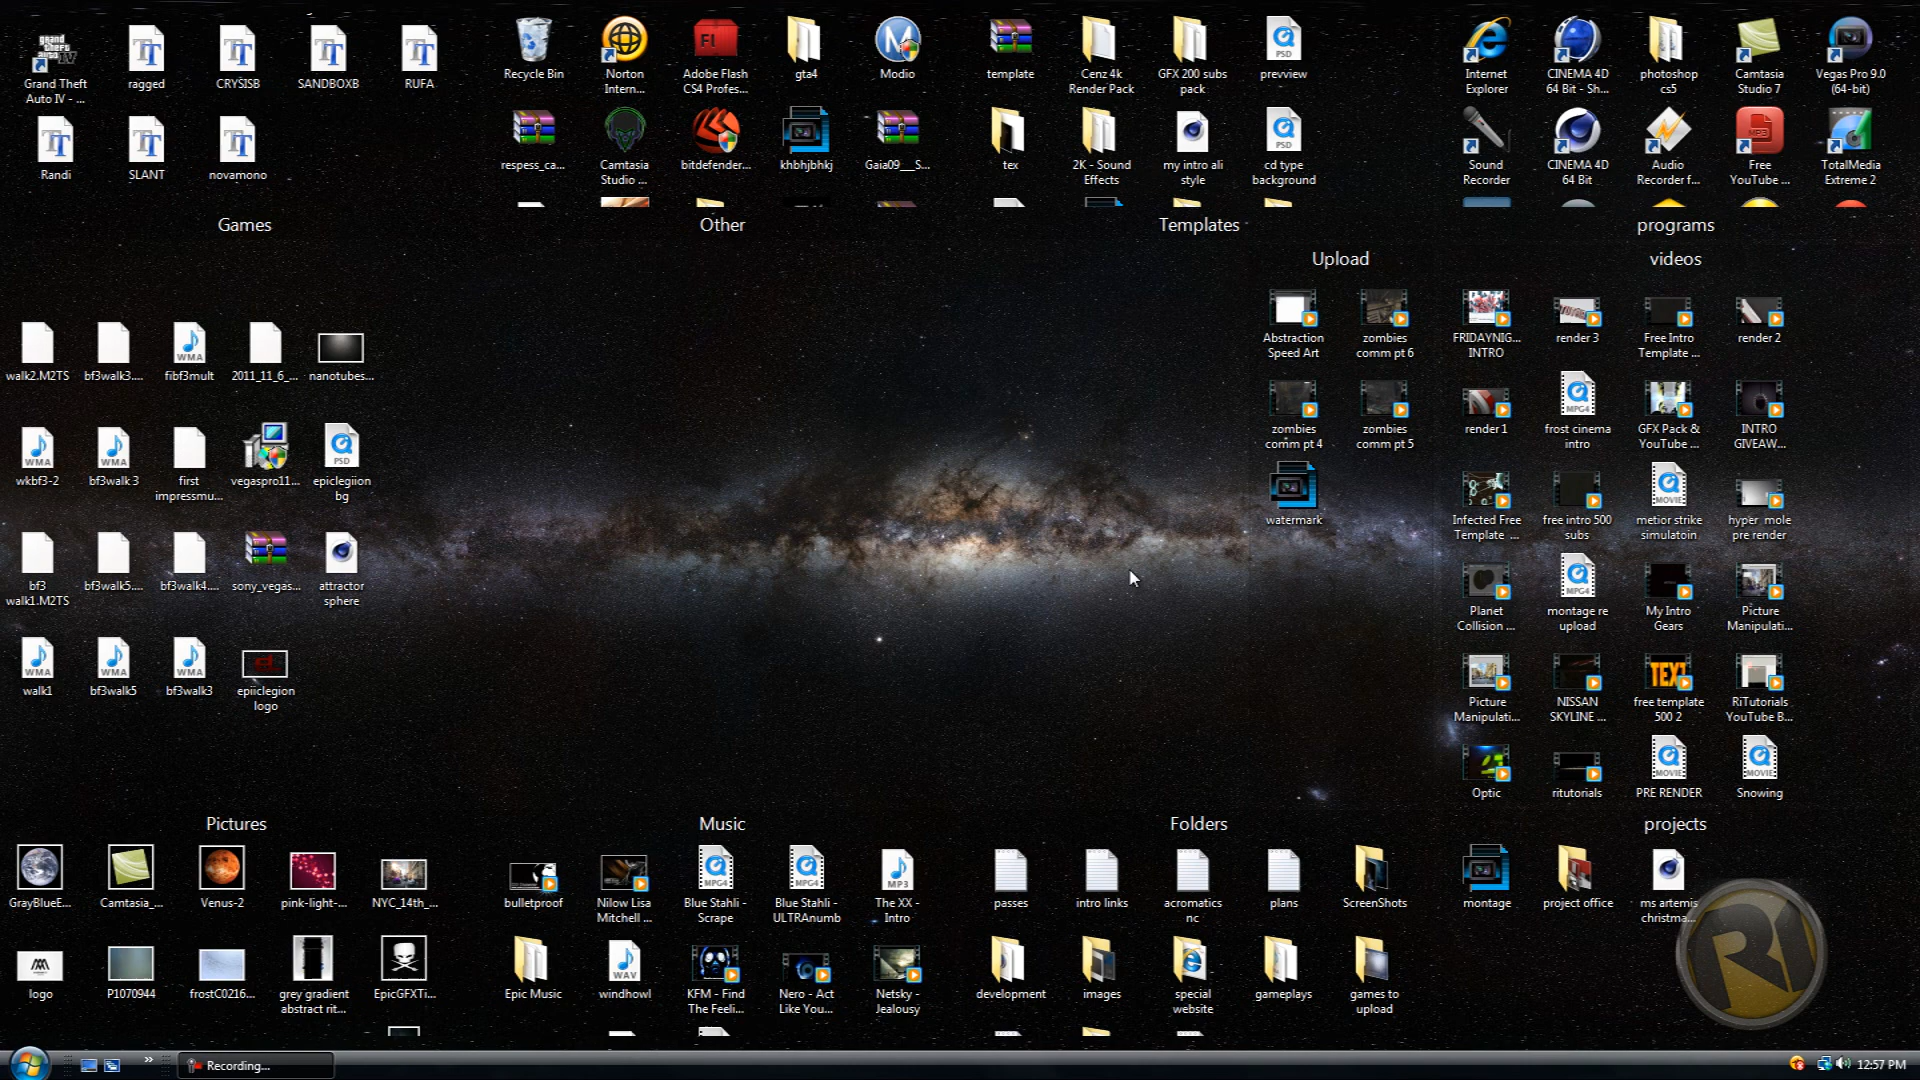 Grand Theft
Auto IV - ...
ragged
CRYSISB
SANDBOXB
RUFA
Randi
SLANT
novamono
Games
Recycle Bin
Norton
Intern...
Adobe Flash
CS4 Profes...
gta4
Modio
respess_ca...
Camtasia
Studio ...
bitdefender...
khbhjbhkj
Gaia09___S...
Other
template
Cenz 4k
Render Pack
GFX 200 subs
pack
prevview
tex
2K - Sound
Effects
my intro ali
style
cd type
background
Templates
Internet
Explorer
CINEMA 4D
64 Bit - Sh...
photoshop
cs5
Camtasia
Studio 7
Vegas Pro 9.0
(64-bit)
Sound
Recorder
CINEMA 4D
64 Bit
Audio
Recorder f...
Free
YouTube ...
TotalMedia
Extreme 2
programs
walk2.M2TS
bf3walk3....
fibf3mult
2011_11_6_...
nanotubes...
wkbf3-2
bf3walk 3
first
impressmu...
vegaspro11...
epiclegiion
bg
bf3
walk1.M2TS
bf3walk5....
bf3walk4....
sony_vegas...
attractor
sphere
walk1
bf3walk5
bf3walk3
epiiclegion
logo
Upload
Abstraction
Speed Art
zombies
comm pt 6
zombies
comm pt 4
zombies
comm pt 5
watermark
videos
FRIDAYNIG...
INTRO
render 3
Free Intro
Template ...
render 2
render 1
frost cinema
intro
GFX Pack &
YouTube ...
INTRO
GIVEAW...
Infected Free
Template ...
free intro 500
subs
metior strike
simulatoin
hyper mole
pre render
Planet
Collision ...
montage re
upload
My Intro
Gears
Picture
Manipulati...
Picture
Manipulati...
NISSAN
SKYLINE ...
free template
500 2
RiTutorials
YouTube B...
Optic
ritutorials
PRE RENDER
Snowing
Pictures
GrayBlueE...
Camtasia_...
Venus-2
pink-light-...
NYC_14th_...
logo
P1070944
frostC0216...
grey gradient
abstract rit...
EpicGFXTi...
Music
bulletproof
Nilow Lisa
Mitchell ...
Blue Stahli -
Scrape
Blue Stahli -
ULTRAnumb
The XX -
Intro
Epic Music
windhowl
KFM - Find
The Feeli...
Nero - Act
Like You...
Netsky -
Jealousy
Folders
passes
intro links
acromatics
nc
plans
ScreenShots
development
images
special
website
gameplays
games to
upload
projects
montage
project office
ms artemis
christma...
Recording...
12:57 PM